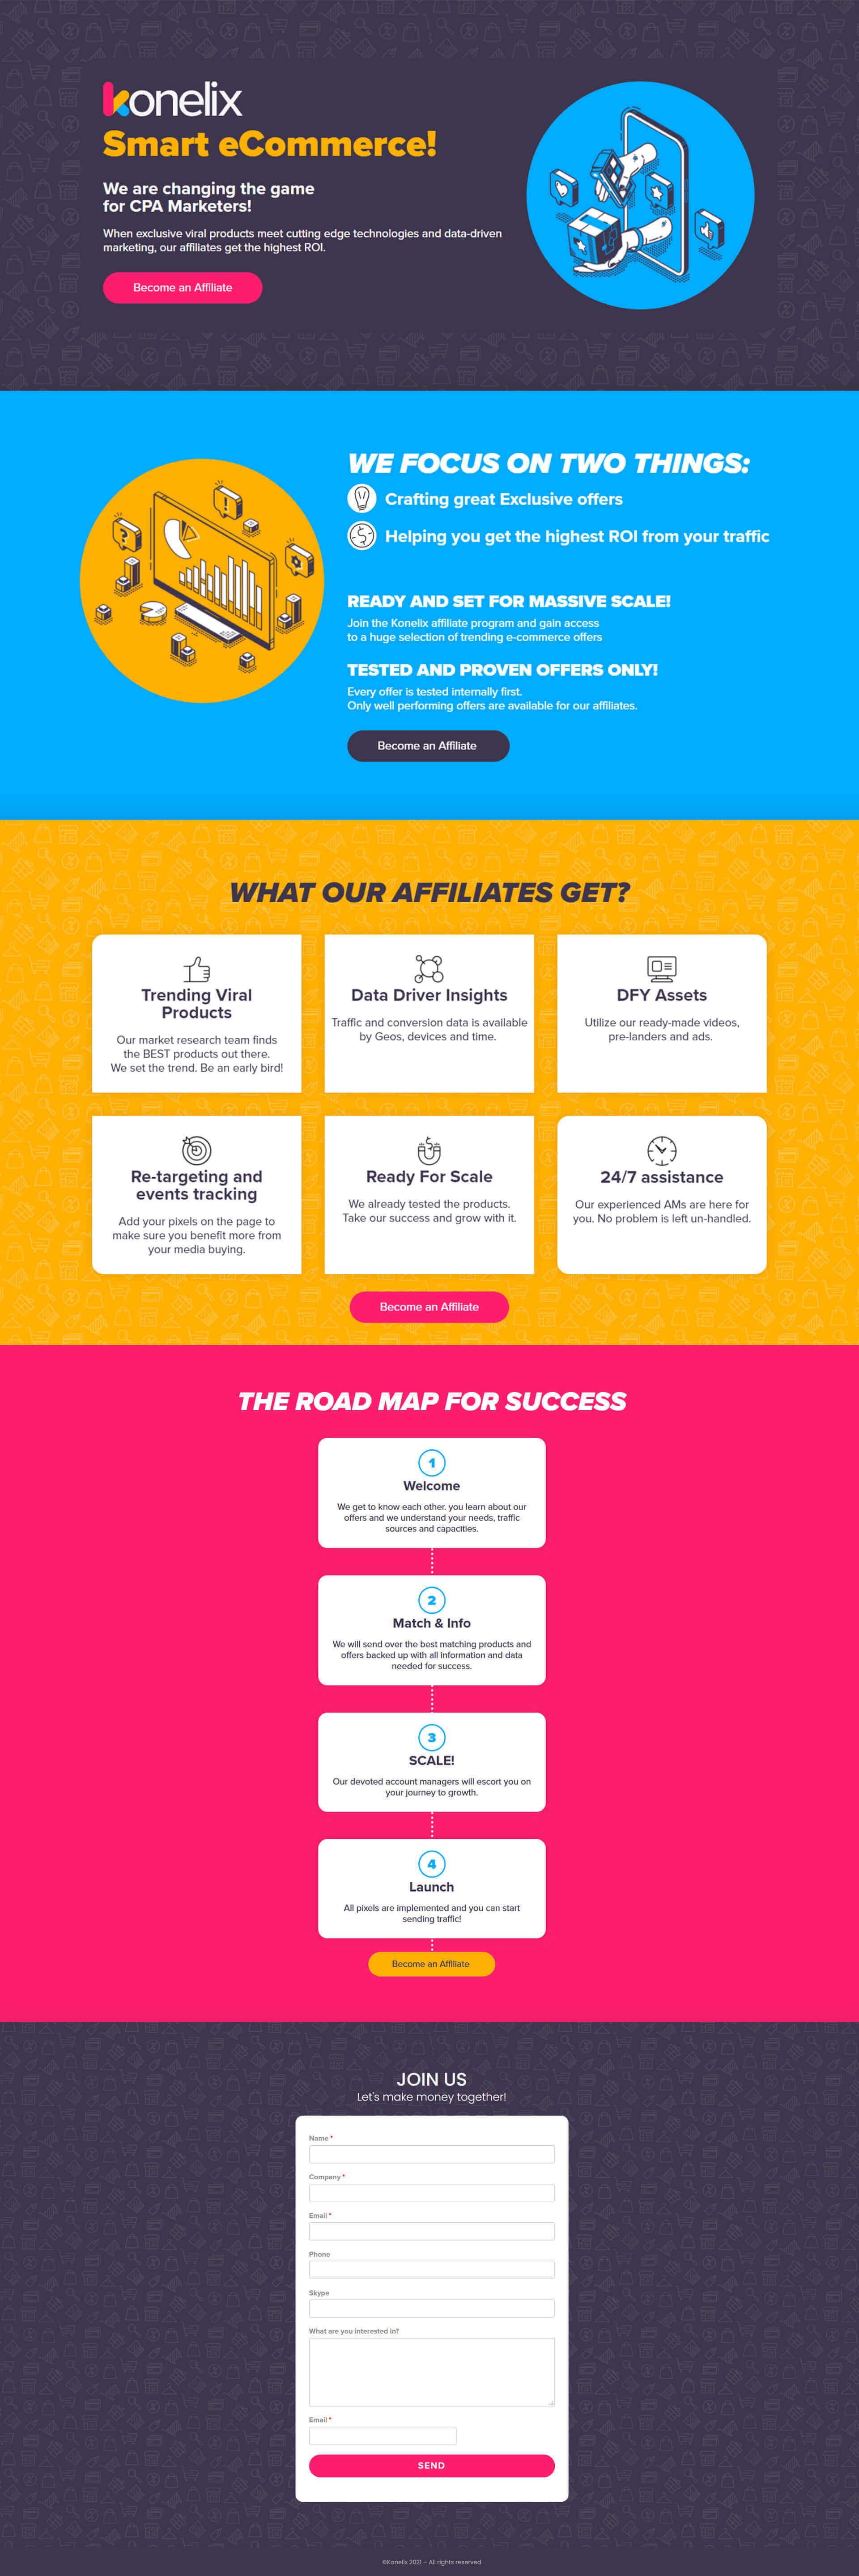 konelix
Smart eCommerce!
We are changing the game
for CPA Marketers!
When exclusive viral products meet cutting edge technologies and data-driven
marketing, our affiliates get the highest ROI.
Become an Affiliate
WE FOCUS ON TWO THINGS:
Crafting great Exclusive offers
Helping you get the highest ROI from your traffic
READY AND SET FOR MASSIVE SCALE!
Join the Konelix affiliate program and gain access
to a huge selection of trending e-commerce offers
TESTED AND PROVEN OFFERS ONLY!
Every offer is tested internally first.
Only well performing offers are available for our affiliates.
Become an Affiliate
WHAT OUR AFFILIATES GET?
Trending Viral
Products
Our market research team finds
the BEST products out there.
We set the trend. Be an early bird!
Data Driver Insights
Traffic and conversion data is available
by Geos, devices and time.
DFY Assets
Utilize our ready-made videos,
pre-landers and ads.
Re-targeting and
events tracking
Add your pixels on the page to
make sure you benefit more from
your media buying.
Ready For Scale
We already tested the products.
Take our success and grow with it.
24/7 assistance
Our experienced AMs are here for
you. No problem is left un-handled.
Become an Affiliate
THE ROAD MAP FOR SUCCESS
1
Welcome
We get to know each other. you learn about our
offers and we understand your needs, traffic
sources and capacities.
2
Match & Info
We will send over the best matching products and
offers backed up with all information and data
needed for success.
3
SCALE!
Our devoted account managers will escort you on
your journey to growth.
4
Launch
All pixels are implemented and you can start
sending traffic!
Become an Affiliate
JOIN US
Let's make money together!
Name *
Company *
Email *
Phone
Skype
What are you interested in?
Email *
SEND
©Konelix 2021 – All rights reserved